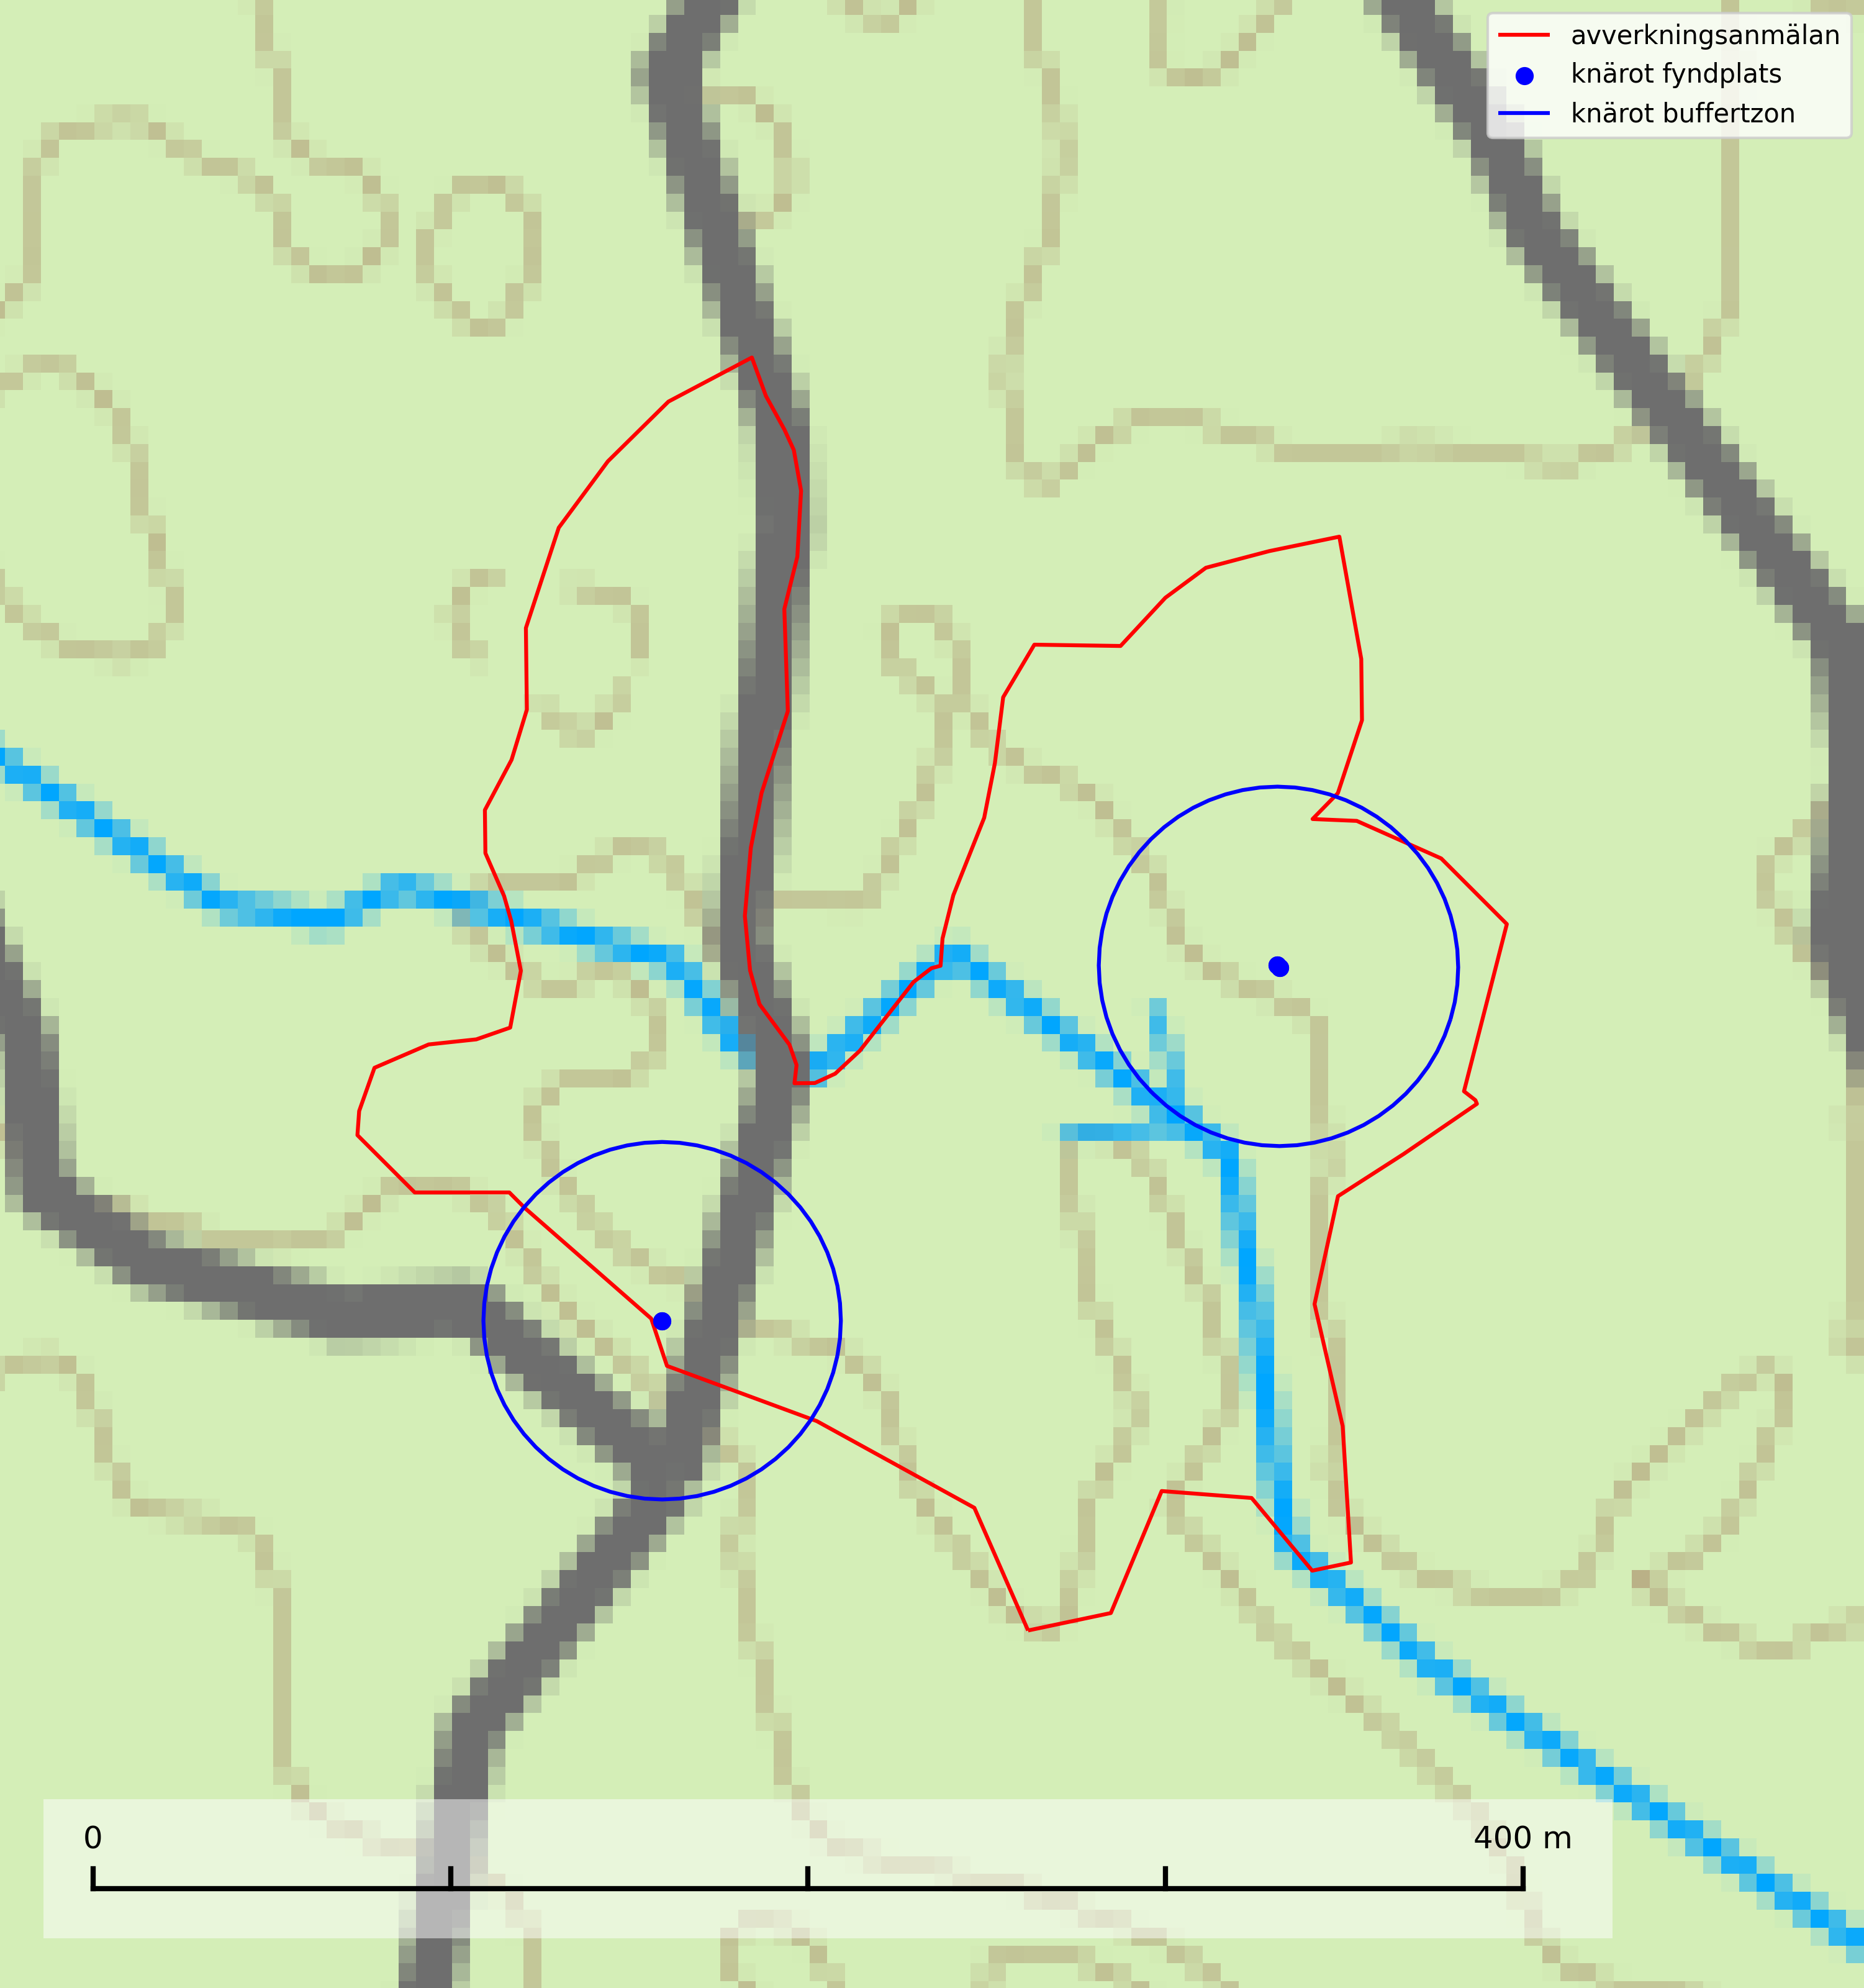 avverkningsanmälan
knärot fyndplats
knärot buffertzon
0
400 m